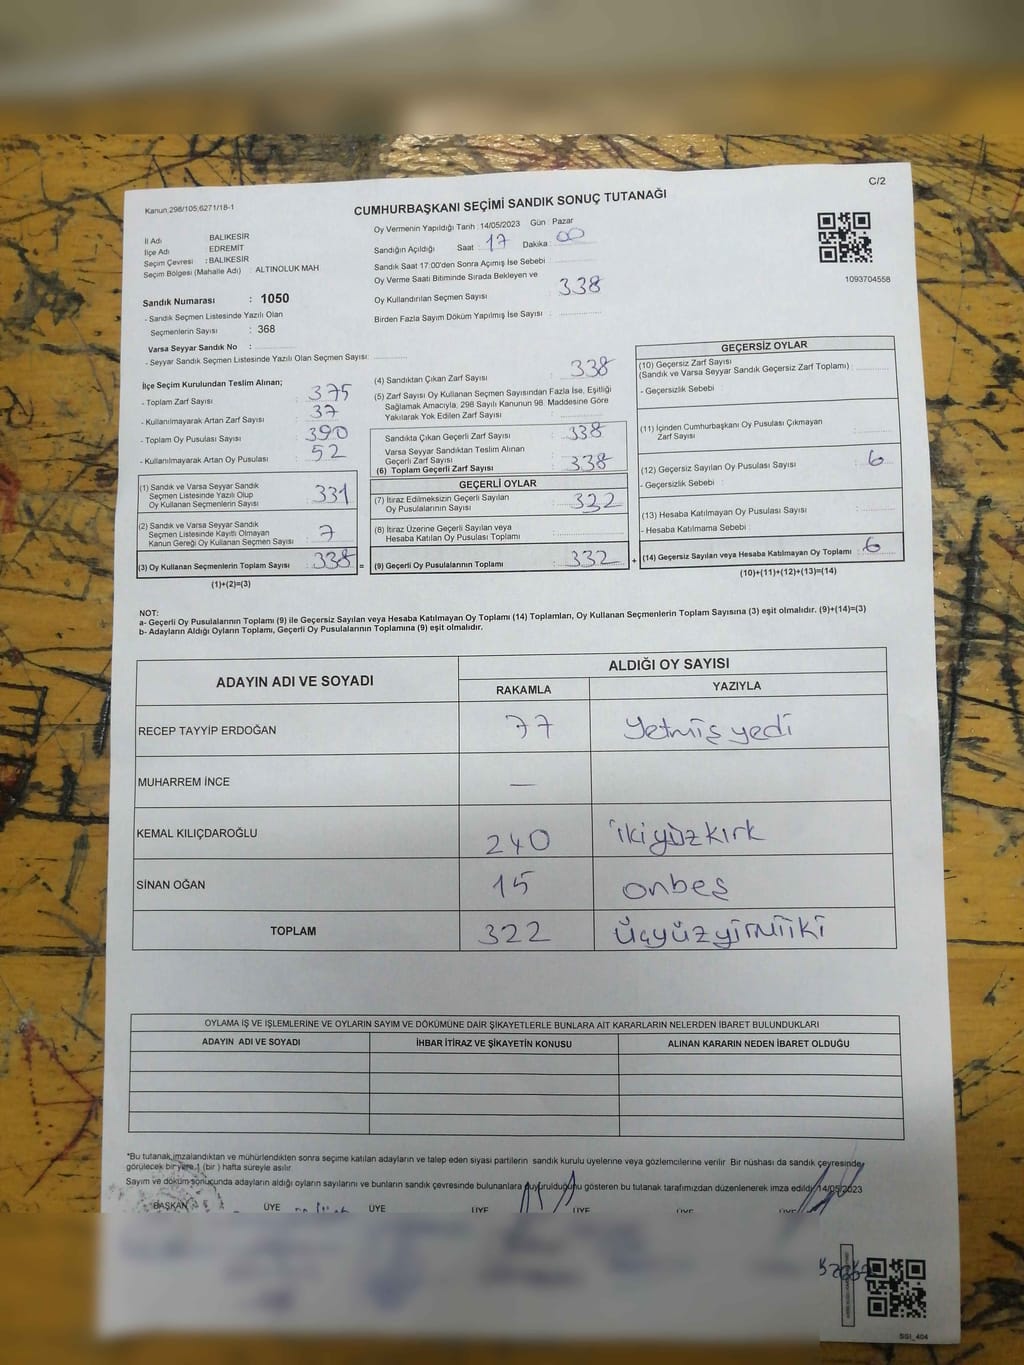 Kanun,298/105,6271/18-1
C/2
CUMHURBAŞKANI SEÇİMİ SANDIK SONUÇ TUTANAĞI
İl Adı BALIKESİR
İlçe Adı EDREMİT
Seçim Çevresi : BALIKESİR
Seçim Bölgesi (Mahalle Adı) : ALTINOLUK MAH
Oy Vermenin Yapıldığı Tarih :14/05/2023 Gün : Pazar
Sandığın Açıldığı Saat : 17 Dakika : 00
Sandık Saat 17:00'den Sonra Açımış İse Sebebi :
Oy Verme Saati Bitiminde Sırada Bekleyen ve
Oy Kullandırılan Seçmen Sayısı : 338
Birden Fazla Sayım Döküm Yapılmış İse Sayısı :
1093704558
Sandık Numarası : 1050
- Sandık Seçmen Listesinde Yazılı Olan
Seçmenlerin Sayısı : 368
Varsa Seyyar Sandık No :
- Seyyar Sandık Seçmen Listesinde Yazılı Olan Seçmen Sayısı:
İlçe Seçim Kurulundan Teslim Alınan;
- Toplam Zarf Sayısı : 375
- Kullanılmayarak Artan Zarf Sayısı : 37
- Toplam Oy Pusulası Sayısı : 390
- Kullanılmayarak Artan Oy Pusulası : 52
(1) Sandık ve Varsa Seyyar Sandık
Seçmen Listesinde Yazılı Olup
Oy Kullanan Seçmenlerin Sayısı : 331
(2) Sandık ve Varsa Seyyar Sandık
Seçmen Listesinde Kayıtlı Olmayan
Kanun Gereği Oy Kullanan Seçmen Sayısı : 7
(3) Oy Kullanan Seçmenlerin Toplam Sayısı : 338 =
(1)+(2)=(3)
(4) Sandıktan Çıkan Zarf Sayısı : 338
(5) Zarf Sayısı Oy Kullanan Seçmen Sayısından Fazla İse, Eşitliği
Sağlamak Amacıyla, 298 Sayılı Kanunun 98. Maddesine Göre
Yakılarak Yok Edilen Zarf Sayısı :
Sandıkta Çıkan Geçerli Zarf Sayısı : 338
Varsa Seyyar Sandıktan Teslim Alınan
Geçerli Zarf Sayısı
(6) Toplam Geçerli Zarf Sayısı : 338
GEÇERLİ OYLAR
(7) İtiraz Edilmeksizin Geçerli Sayılan
Oy Pusulalarının Sayısı : 322
(8) İtiraz Üzerine Geçerli Sayılan veya
Hesaba Katılan Oy Pusulası Toplamı :
(9) Geçerli Oy Pusulalarının Toplamı : 332 +
GEÇERSİZ OYLAR
(10) Geçersiz Zarf Sayısı
(Sandık ve Varsa Seyyar Sandık Geçersiz Zarf Toplamı) :
- Geçersizlik Sebebi :
(11) İçinden Cumhurbaşkanı Oy Pusulası Çıkmayan
Zarf Sayısı :
(12) Geçersiz Sayılan Oy Pusulası Sayısı : 6
- Geçersizlik Sebebi :
(13) Hesaba Katılmayan Oy Pusulası Sayısı :
- Hesaba Katılmama Sebebi :
(14) Geçersiz Sayılan veya Hesaba Katılmayan Oy Toplamı : 6
(10)+(11)+(12)+(13)=(14)
NOT:
a- Geçerli Oy Pusulalarının Toplamı (9) ile Geçersiz Sayılan veya Hesaba Katılmayan Oy Toplamı (14) Toplamları, Oy Kullanan Seçmenlerin Toplam Sayısına (3) eşit olmalıdır. (9)+(14)=(3)
b- Adayların Aldığı Oyların Toplamı, Geçerli Oy Pusulalarının Toplamına (9) eşit olmalıdır.
ADAYIN ADI VE SOYADI ALDIĞI OY SAYISI
RAKAMLA YAZIYLA
RECEP TAYYİP ERDOĞAN 77 Yetmiş yedi
MUHARREM İNCE —
KEMAL KILIÇDAROĞLU 240 ikiyüzkırk
SİNAN OĞAN 15 onbeş
TOPLAM 322 Üçyüzyirmiiki
OYLAMA İŞ VE İŞLEMLERİNE VE OYLARIN SAYIM VE DÖKÜMÜNE DAİR ŞİKAYETLERLE BUNLARA AİT KARARLARIN NELERDEN İBARET BULUNDUKLARI
ADAYIN ADI VE SOYADI İHBAR İTİRAZ VE ŞİKAYETİN KONUSU ALINAN KARARIN NEDEN İBARET OLDUĞU
*Bu tutanak,imzalandıktan ve mühürlendikten sonra seçime katılan adayların ve talep eden siyasi partilerin sandık kurulu üyelerine veya gözlemcilerine verilir. Bir nüshası da sandık çevresinde
görülecek bir yere 1 (bir) hafta süreyle asılır.
Sayım ve döküm sonucunda adayların aldığı oyların sayılarını ve bunların sandık çevresinde bulunanlara duyurulduğunu gösteren bu tutanak tarafımızdan düzenlenerek imza edildi. 14/05/2023
BAŞKAN ÜYE ÜYE ÜYE ÜYE ÜYE ÜYE
SSI_404